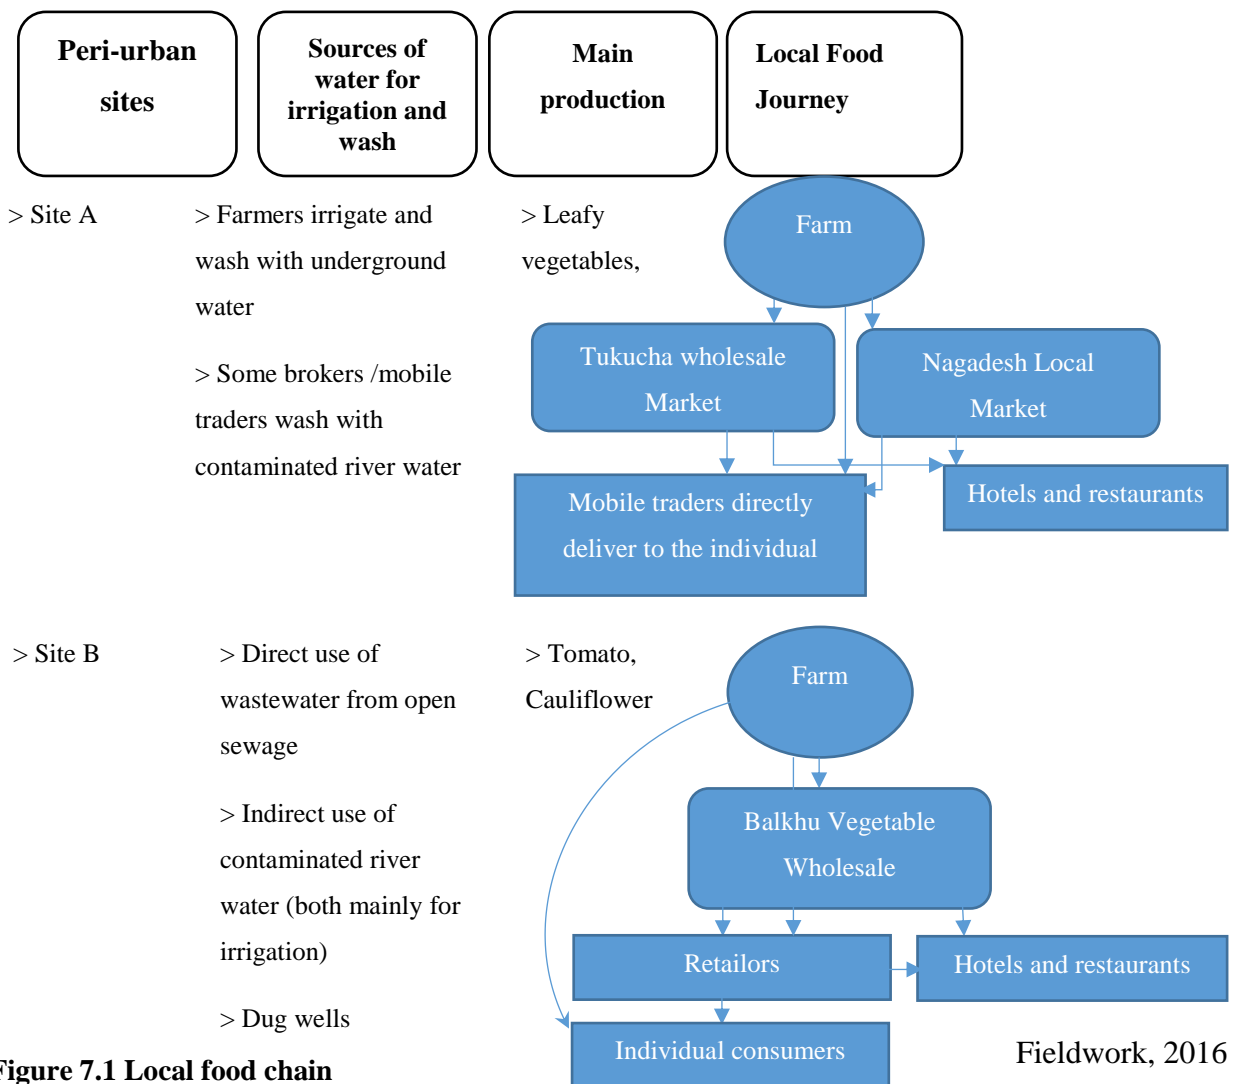 Peri-urban
sites
Sources of
water for
irrigation and
wash
Main
production
Local Food
Journey
> Site A
> Farmers irrigate and
wash with underground
water
> Some brokers /mobile
traders wash with
contaminated river water
> Leafy
vegetables,
Farm
Tukucha wholesale
Market
Nagadesh Local
Market
Mobile traders directly
deliver to the individual
Hotels and restaurants
> Site B
> Direct use of
wastewater from open
sewage
> Indirect use of
contaminated river
water (both mainly for
irrigation)
> Dug wells
> Tomato,
Cauliflower
Farm
Balkhu Vegetable
Wholesale
Retailors
Hotels and restaurants
Individual consumers
Figure 7.1 Local food chain
Fieldwork, 2016